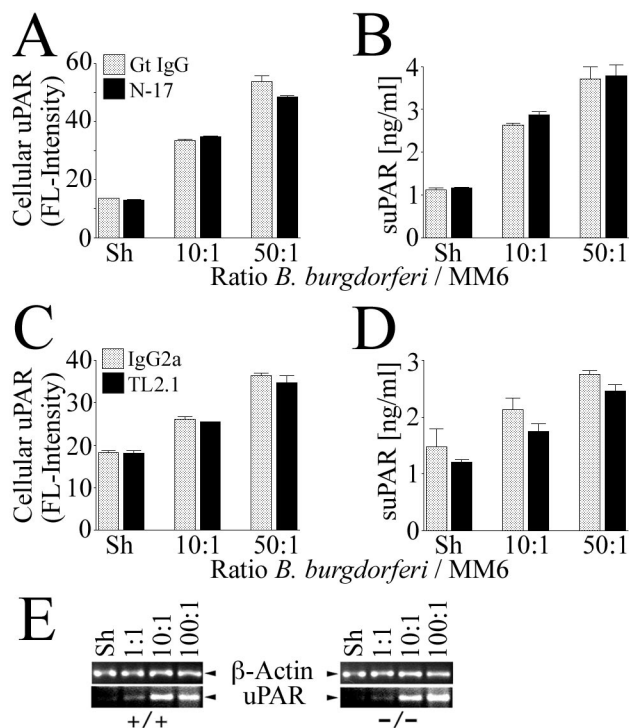 A
Cellular uPAR
(FL-Intensity)
60
40
20
0
Gt IgG
N-17
Sh 10:1 50:1
B
suPAR [ng/ml]
4
3
2
1
0
Sh 10:1 50:1
Ratio B. burgdorferi / MM6
C
Cellular uPAR
(FL-Intensity)
40
30
20
10
0
IgG2a
TL2.1
Sh 10:1 50:1
D
suPAR [ng/ml]
3
2
1
0
Sh 10:1 50:1
Ratio B. burgdorferi / MM6
E
Sh 1:1 10:1 100:1
Sh 1:1 10:1 100:1
β-Actin
uPAR
+/+
-/-